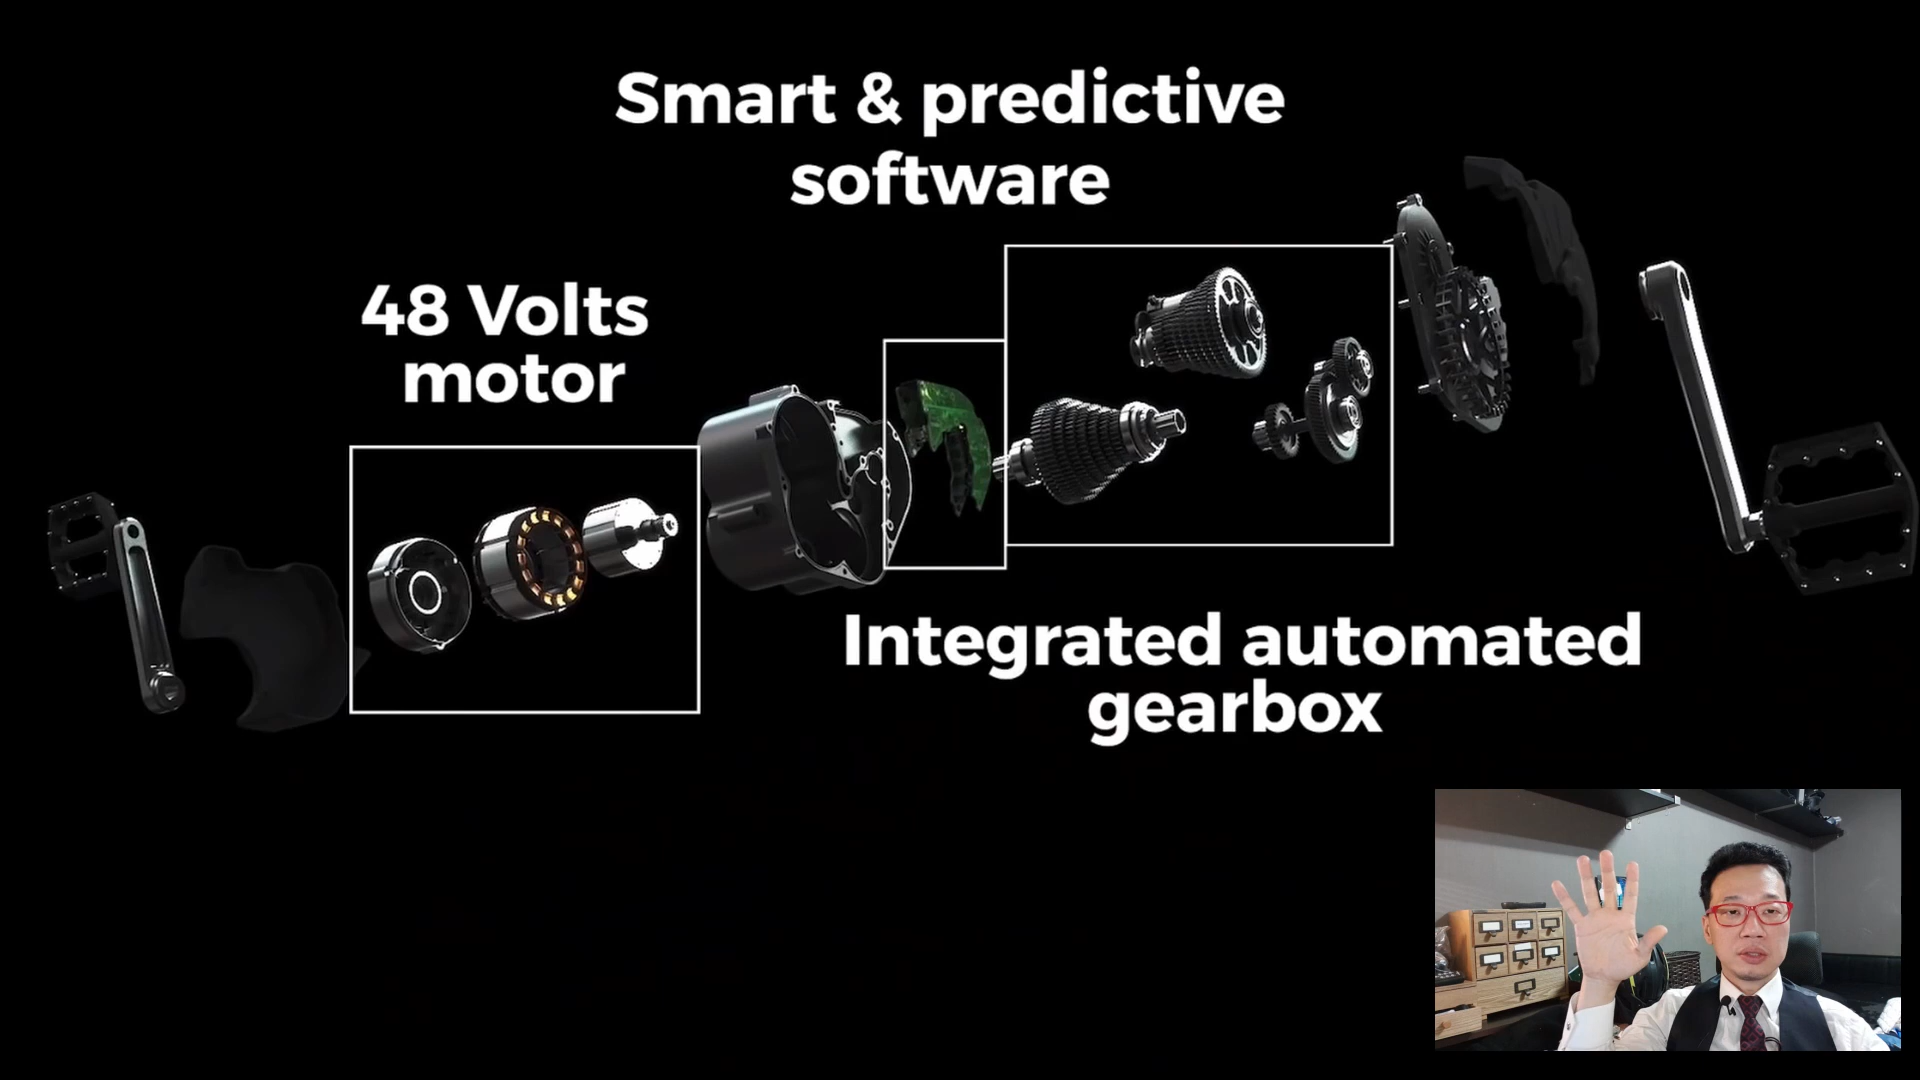 Smart & predictive
software
48 Volts
motor
Integrated automated
gearbox